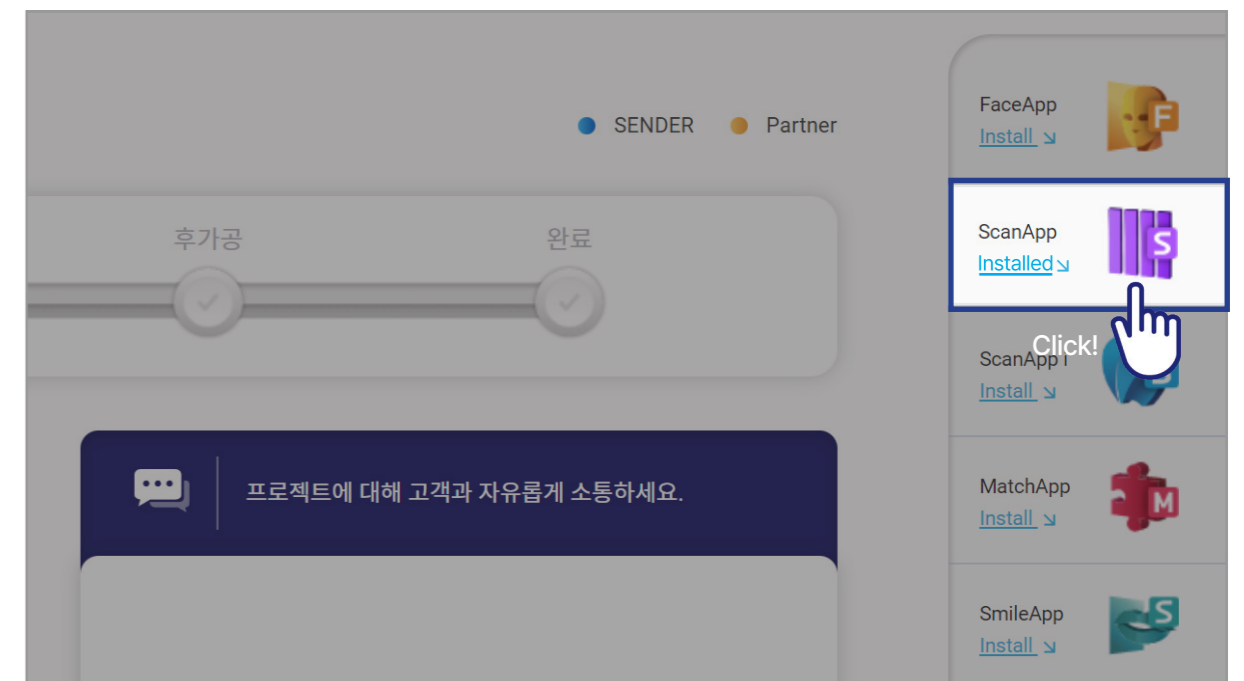 SENDER
Partner
후가공
완료
프로젝트에 대해 고객과 자유롭게 소통하세요.
FaceApp
Install
F
ScanApp
Installed
S
Click!
ScanApp I
Install
S
MatchApp
Install
M
SmileApp
Install
S